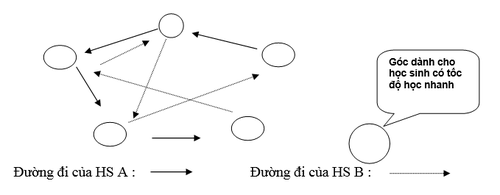 Góc dành cho
học sinh có tốc
độ học nhanh
Đường đi của HS A :
Đường đi của HS B :